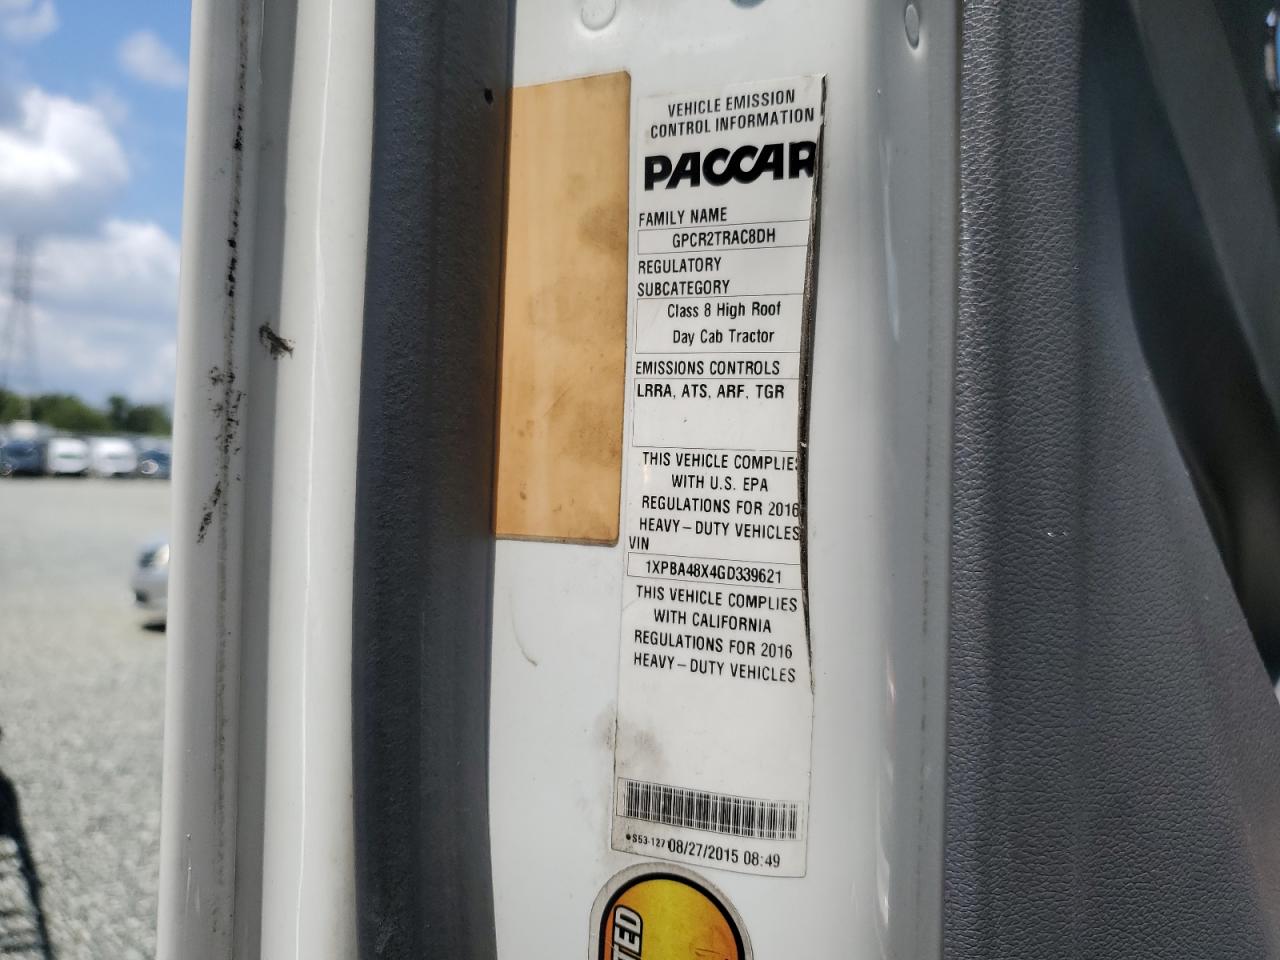 VEHICLE EMISSION
CONTROL INFORMATION
PACCAR
FAMILY NAME
GPCR2TRAC8DH
REGULATORY
SUBCATEGORY
Class 8 High Roof
Day Cab Tractor
EMISSIONS CONTROLS
LRRA, ATS, ARF, TGR
THIS VEHICLE COMPLIES
WITH U.S. EPA
REGULATIONS FOR 2016
HEAVY-DUTY VEHICLES
VIN
1XPBA48X4GD339621
THIS VEHICLE COMPLIES
WITH CALIFORNIA
REGULATIONS FOR 2016
HEAVY-DUTY VEHICLES
08/27/2015 08:49